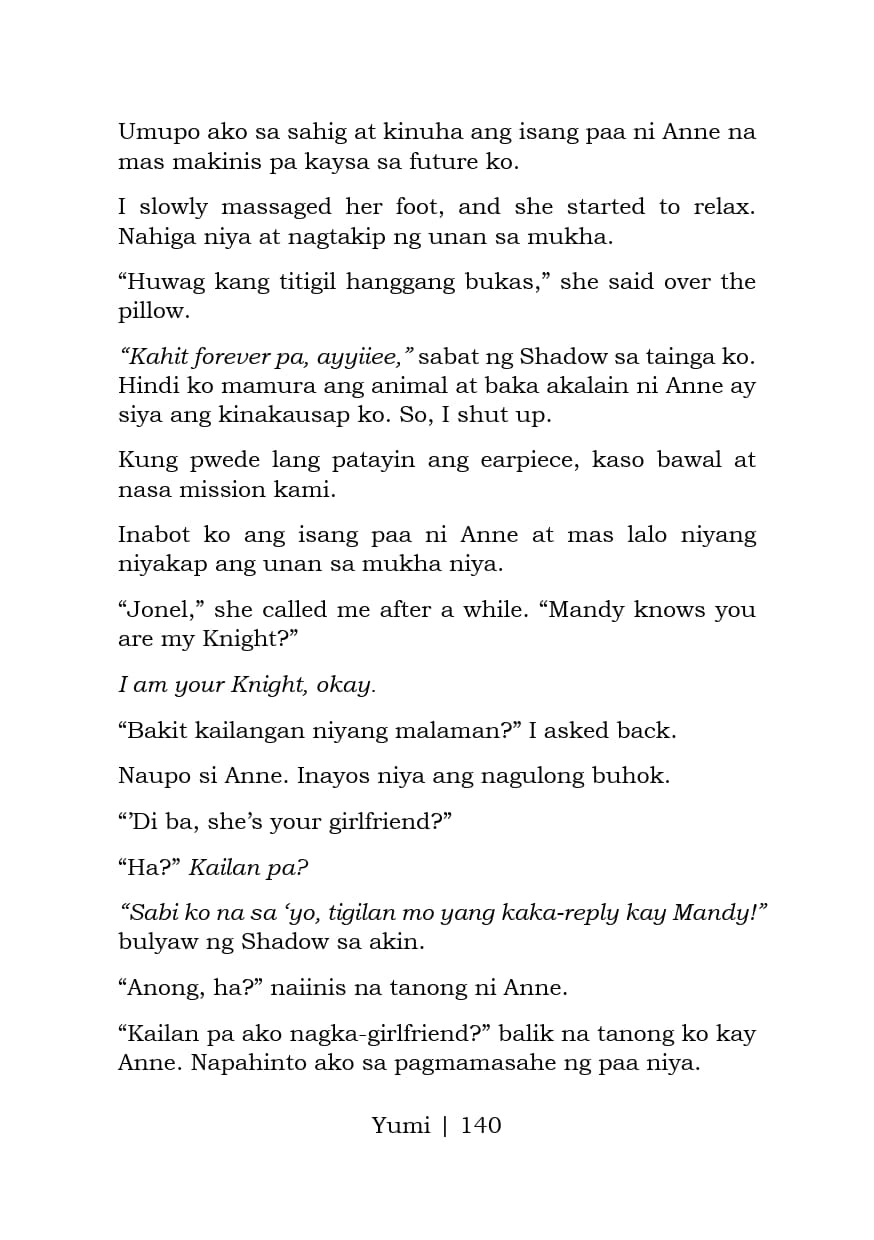 Umupo ako sa sahig at kinuha ang isang paa ni Anne na
mas makinis pa kaysa sa future ko.
I slowly massaged her foot, and she started to relax.
Nahiga niya at nagtakip ng unan sa mukha.
“Huwag kang titigil hanggang bukas,” she said over the
pillow.
“Kahit forever pa, ayyiiee,” sabat ng Shadow sa tainga ko.
Hindi ko mamura ang animal at baka akalain ni Anne ay
siya ang kinakausap ko. So, I shut up.
Kung pwede lang patayin ang earpiece, kaso bawal at
nasa mission kami.
Inabot ko ang isang paa ni Anne at mas lalo niyang
niyakap ang unan sa mukha niya.
“Jonel,” she called me after a while. “Mandy knows you
are my Knight?”
I am your Knight, okay.
“Bakit kailangan niyang malaman?” I asked back.
Naupo si Anne. Inayos niya ang nagulong buhok.
“’Di ba, she’s your girlfriend?”
“Ha?” Kailan pa?
“Sabi ko na sa ‘yo, tigilan mo yang kaka-reply kay Mandy!”
bulyaw ng Shadow sa akin.
“Anong, ha?” naiinis na tanong ni Anne.
“Kailan pa ako nagka-girlfriend?” balik na tanong ko kay
Anne. Napahinto ako sa pagmamasahe ng paa niya.
Yumi | 140